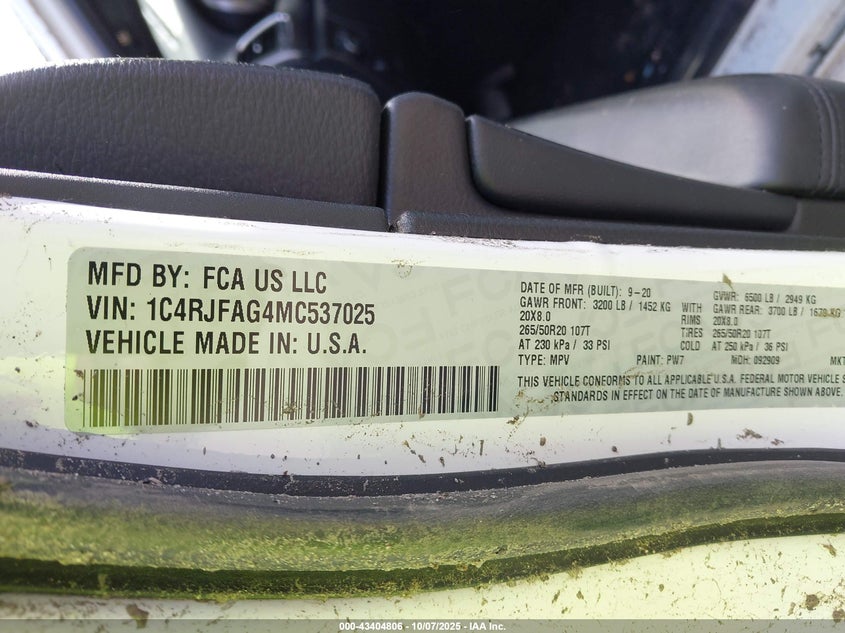 MFD BY: FCA US LLC
VIN: 1C4RJFAG4MC537025
VEHICLE MADE IN: U.S.A.
DATE OF MFR (BUILT): 9-20
GVWR: 6500 LB / 2949 KG
GAWR FRONT: 3200 LB / 1452 KG WITH GAWR REAR: 3700 LB / 1678 KG
20X8.0 RIMS 20X8.0
265/50R20 107T TIRES 265/50R20 107T
AT 230 kPa / 33 PSI COLD AT 250 kPa / 36 PSI
TYPE: MPV PAINT: PW7 MDH: 092909 MKT
THIS VEHICLE CONFORMS TO ALL APPLICABLE U.S.A. FEDERAL MOTOR VEHICLE S
STANDARDS IN EFFECT ON THE DATE OF MANUFACTURE SHOWN ABOVE.
000-43404806 - 10/07/2025 - IAA Inc.